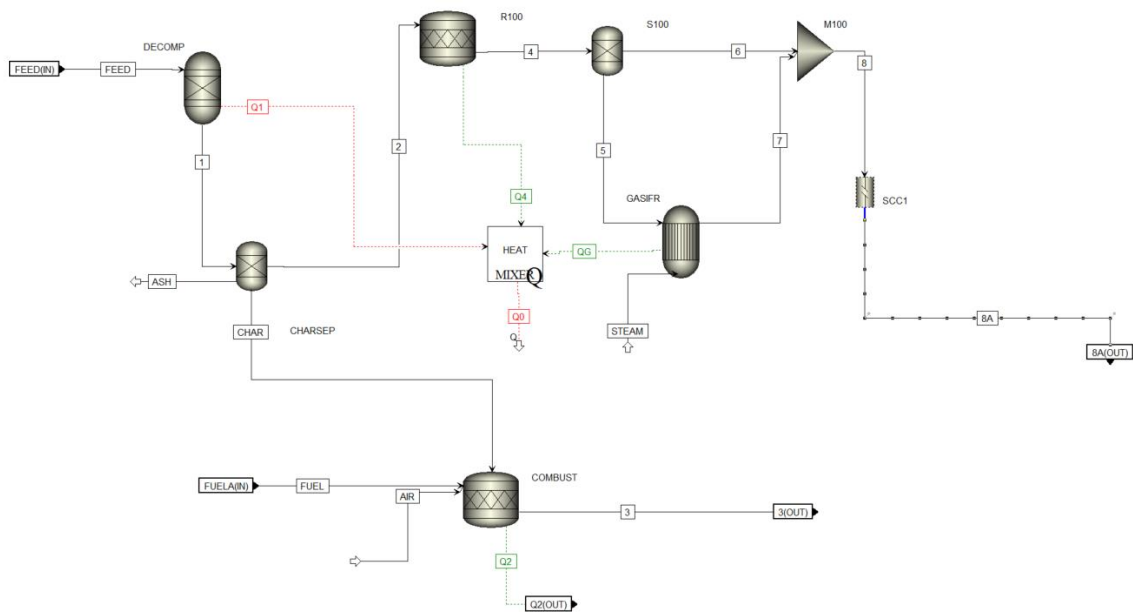 R100
S100
M100
DECOMP
4
6
8
FEED(IN)
FEED
Q1
1
2
5
7
Q4
GASIFR
SCC1
HEAT
MIXER Q
QG
ASH
CHAR
CHARSEP
Q0
Q
STEAM
8A
8A(OUT)
COMBUST
FUELA(IN)
FUEL
AIR
3
3(OUT)
Q2
Q2(OUT)